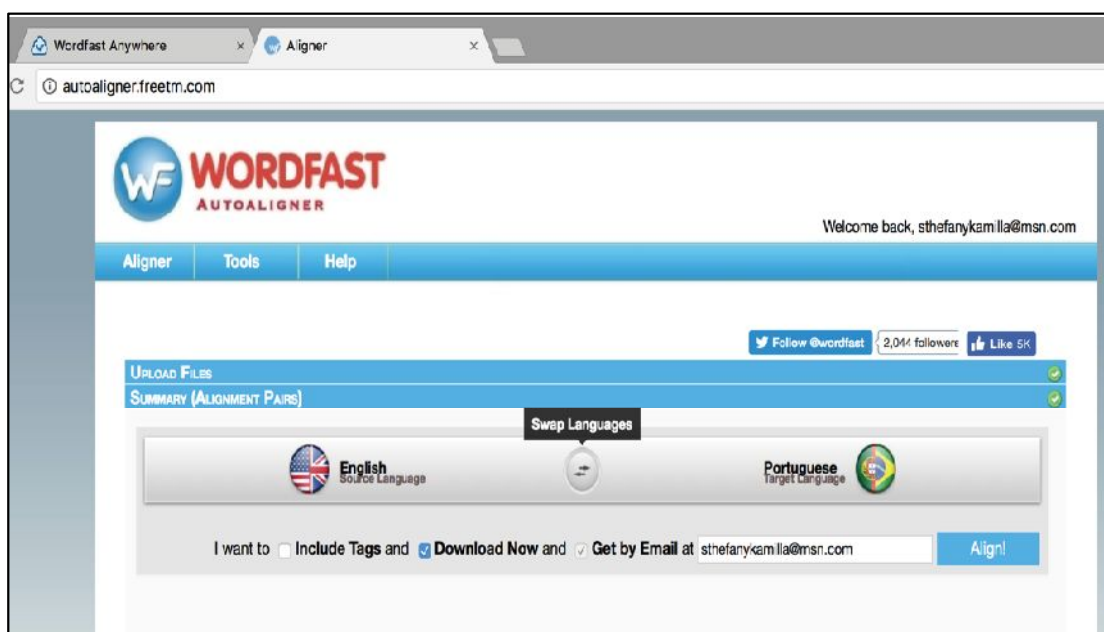 Wordfast Anywhere × Aligner ×
autoaligner.freetm.com
WF WORDFAST
AUTOALIGNER
Welcome back, sthefanykamilla@msn.com
Aligner Tools Help
Follow @wordfast 2,044 followers Like 5K
UPLOAD FILES
SUMMARY (ALIGNMENT PAIRS)
Swap Languages
English Portuguese
Source Language Target Language
I want to Include Tags and Download Now and Get by Email at sthefanykamilla@msn.com Align!